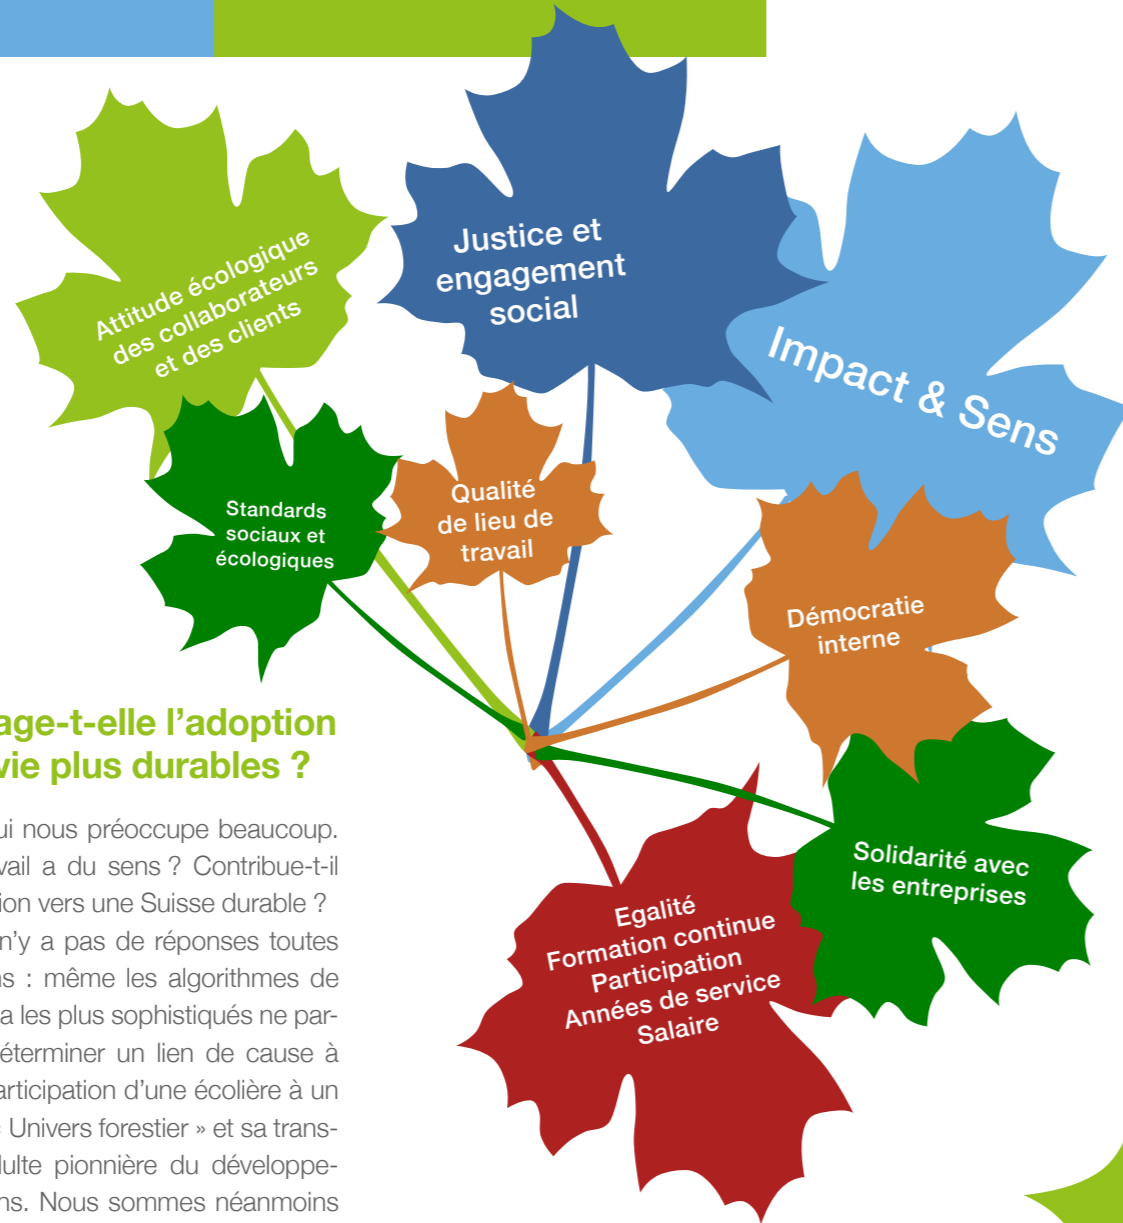 Attitude écologique
des collaborateurs
et des clients
Justice et
engagement
social
Impact & Sens
Standards
sociaux et
écologiques
Qualité
de lieu de
travail
Démocratie
interne
Solidarité avec
les entreprises
Egalité
Formation continue
Participation
Années de service
Salaire
age-t-elle l’adoption
vie plus durables ?
ui nous préoccupe beaucoup.
vail a du sens ? Contribue-t-il
ion vers une Suisse durable ?
n’y a pas de réponses toutes
ns : même les algorithmes de
a les plus sophistiqués ne par-
éterminer un lien de cause à
articipation d’une écolière à un
« Univers forestier » et sa trans-
dulte pionnière du développe-
ns. Nous sommes néanmoins